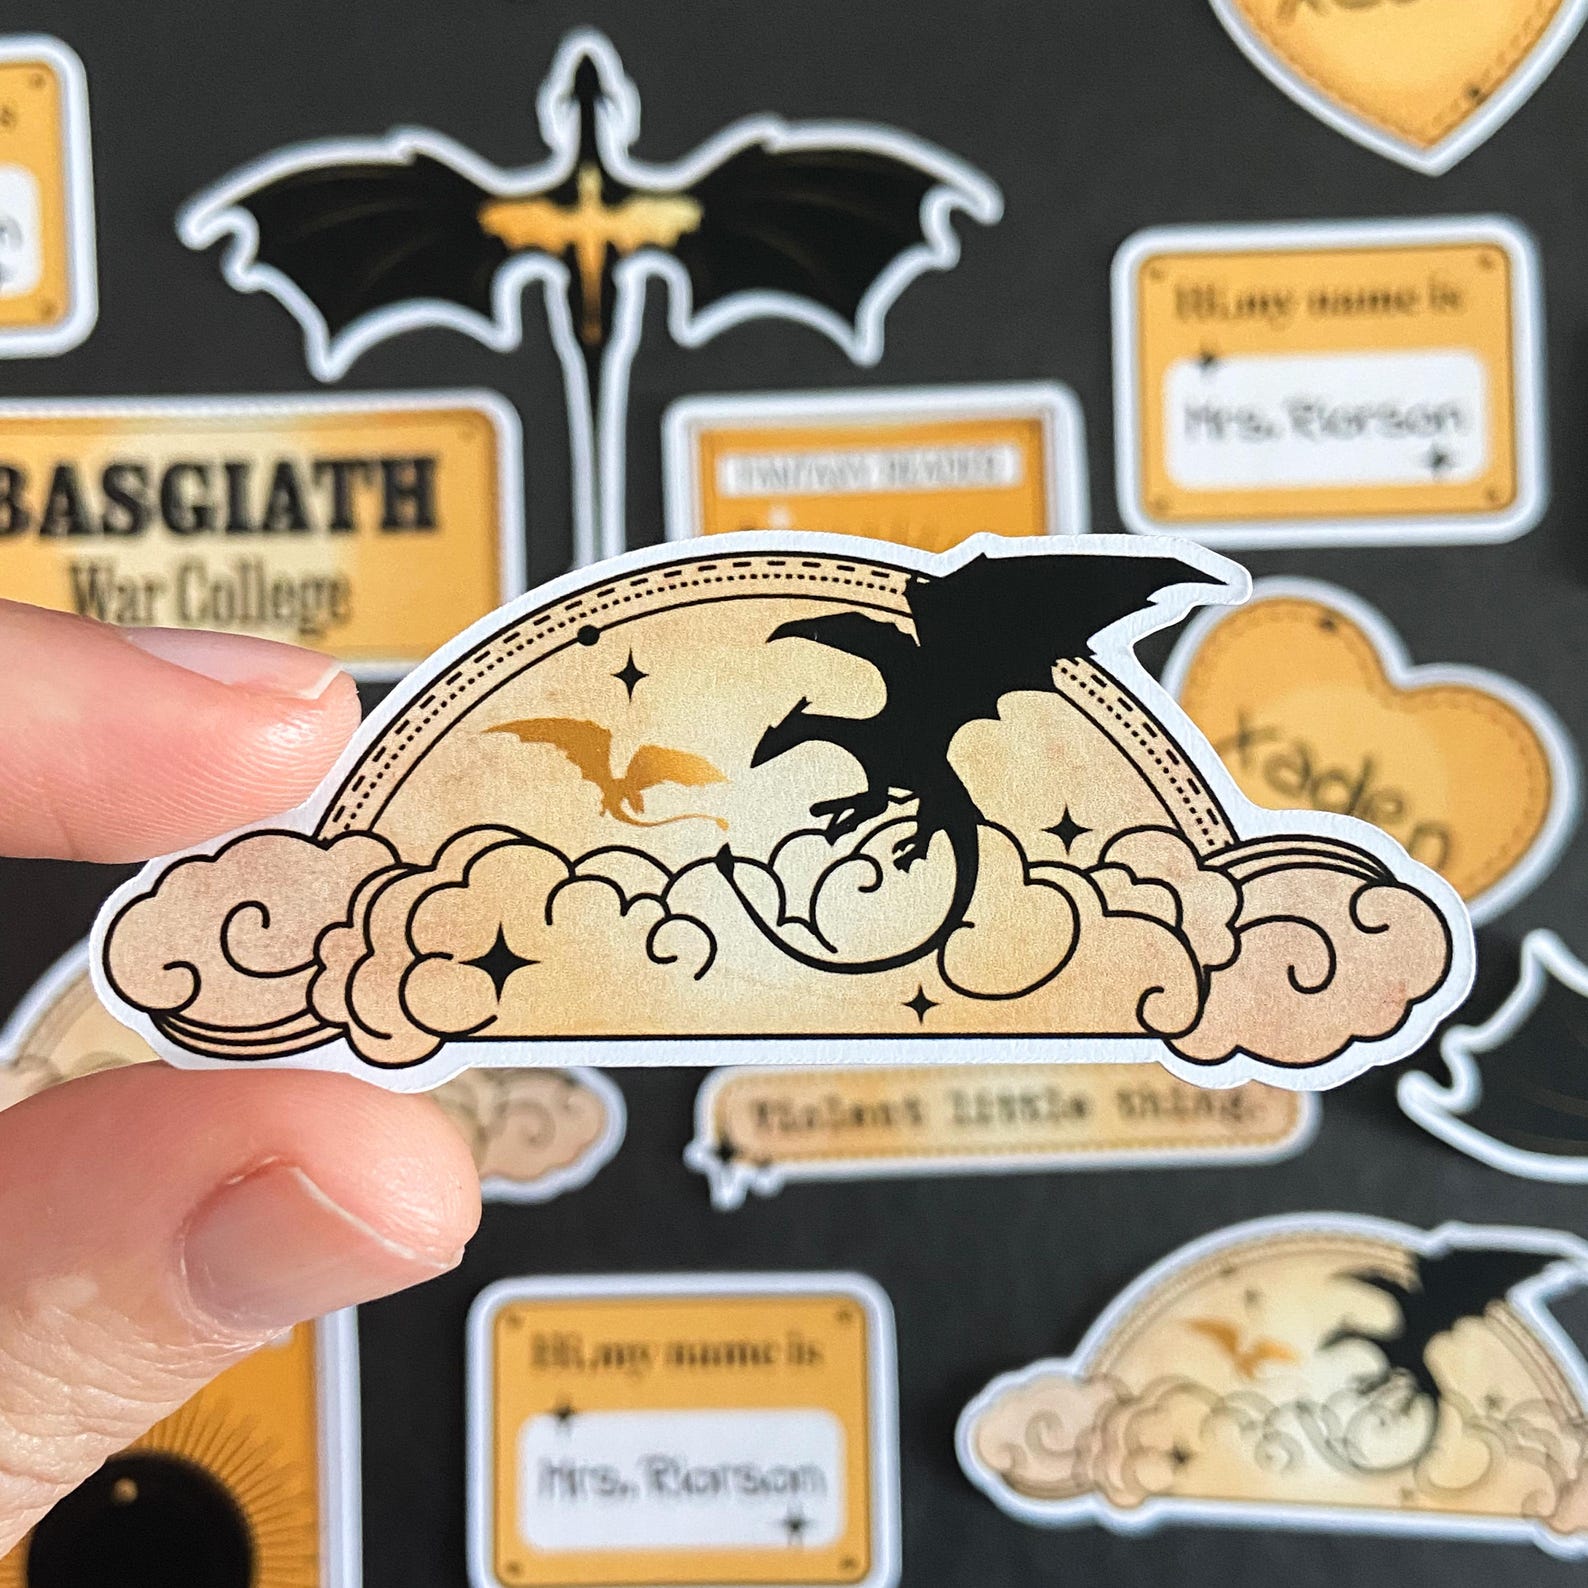 Hi, my name is
Mrs. Riorson
BASGIATH
War College
FANTASY READER
xaden
Violent little thing.
Hi, my name is
Mrs. Riorson